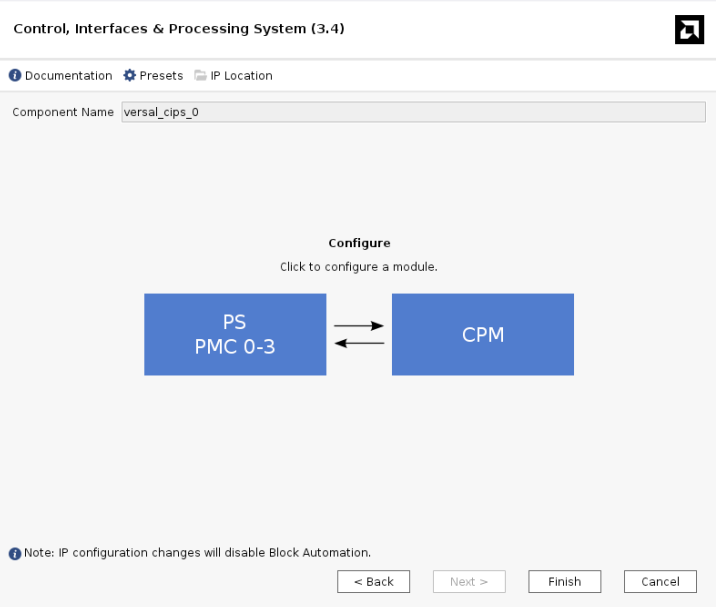 Control, Interfaces & Processing System (3.4)
Documentation Presets IP Location
Component Name versal_cips_0
Configure
Click to configure a module.
PS
PMC 0-3
CPM
Note: IP configuration changes will disable Block Automation.
< Back Next > Finish Cancel